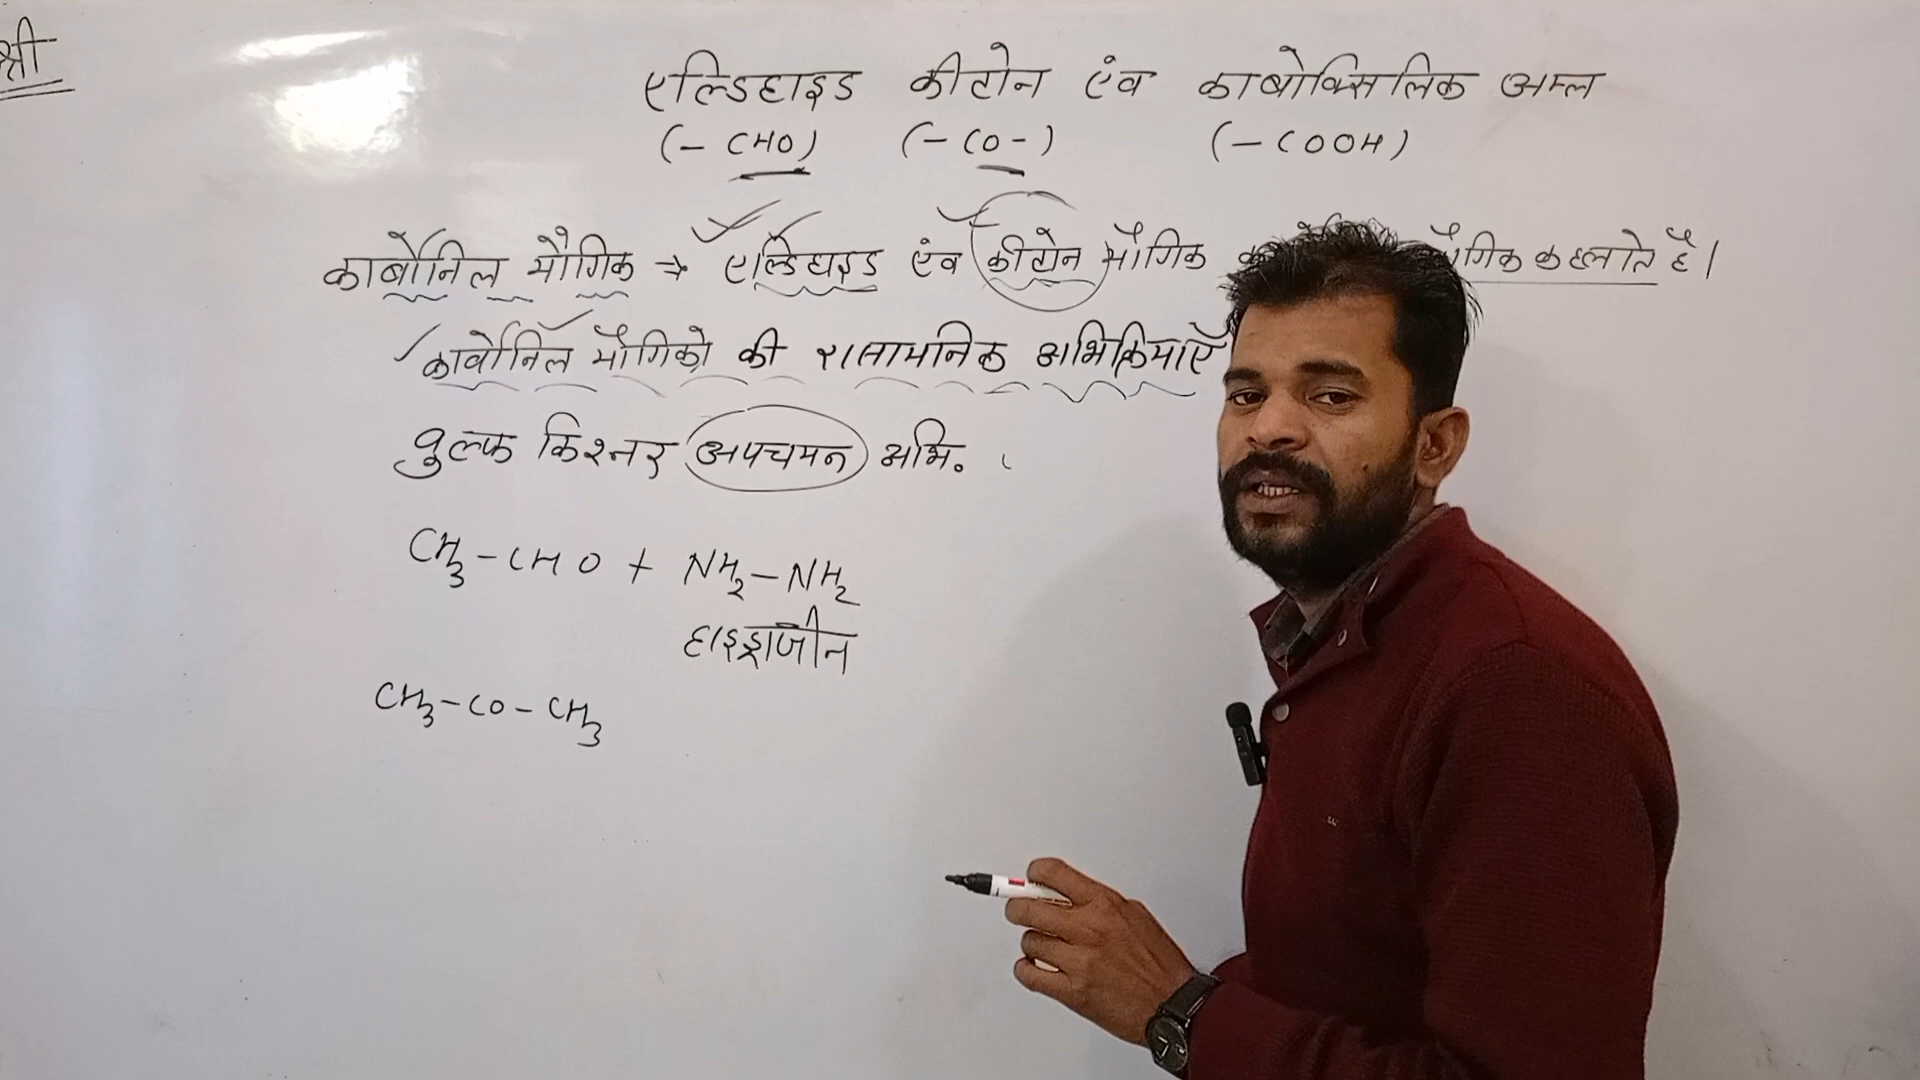 एल्डिहाइड कीटोन एंव कार्बोक्सिलिक अम्ल
(- CHO) (- CO -) (- COOH)
कार्बोनिल यौगिक → एल्डिहाइड एंव कीटोन यौगिक कहलाते है।
कार्बोनिल यौगिको की रासायनिक अभिक्रियाएँ
वुल्फ किश्नर अपचयन अभि.
CH₃ - CHO + NH₂ - NH₂
हाइड्राजीन
CH₃ - CO - CH₃